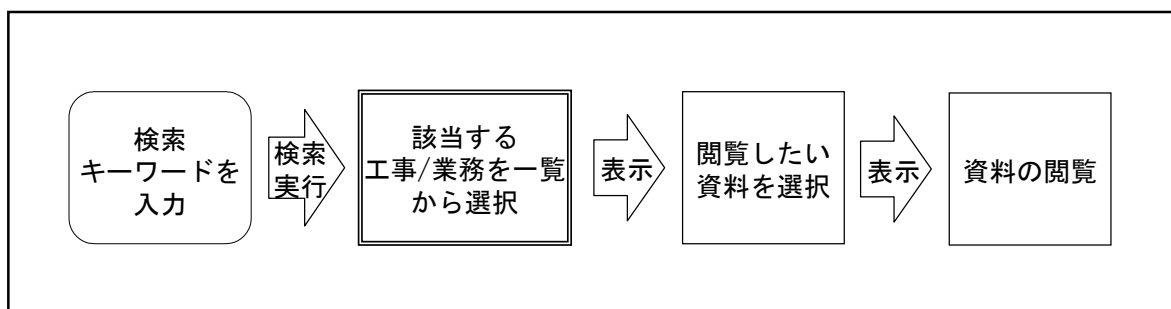 検索
キーワードを
入力
検索
実行
該当する
工事/業務を一覧
から選択
表示
閲覧したい
資料を選択
表示
資料の閲覧